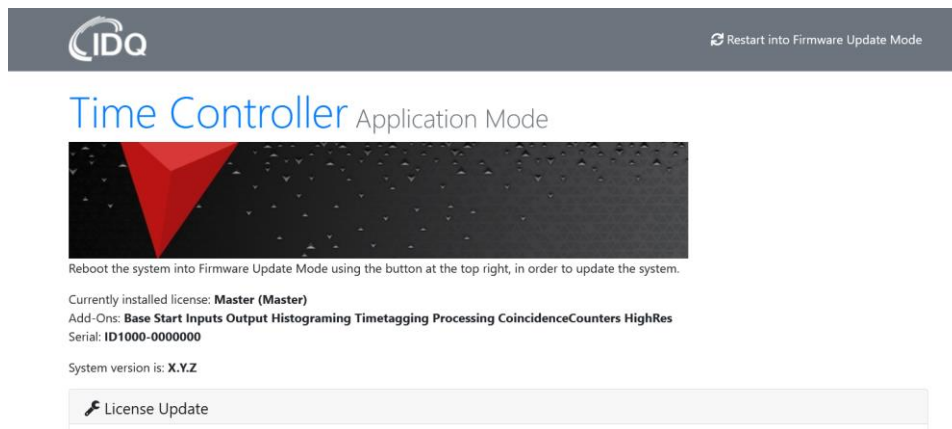 IDQ
Restart into Firmware Update Mode
Time Controller Application Mode
Reboot the system into Firmware Update Mode using the button at the top right, in order to update the system.
Currently installed license: Master (Master)
Add-Ons: Base Start Inputs Output Histograming Timetagging Processing CoincidenceCounters HighRes
Serial: ID1000-0000000
System version is: X.Y.Z
License Update